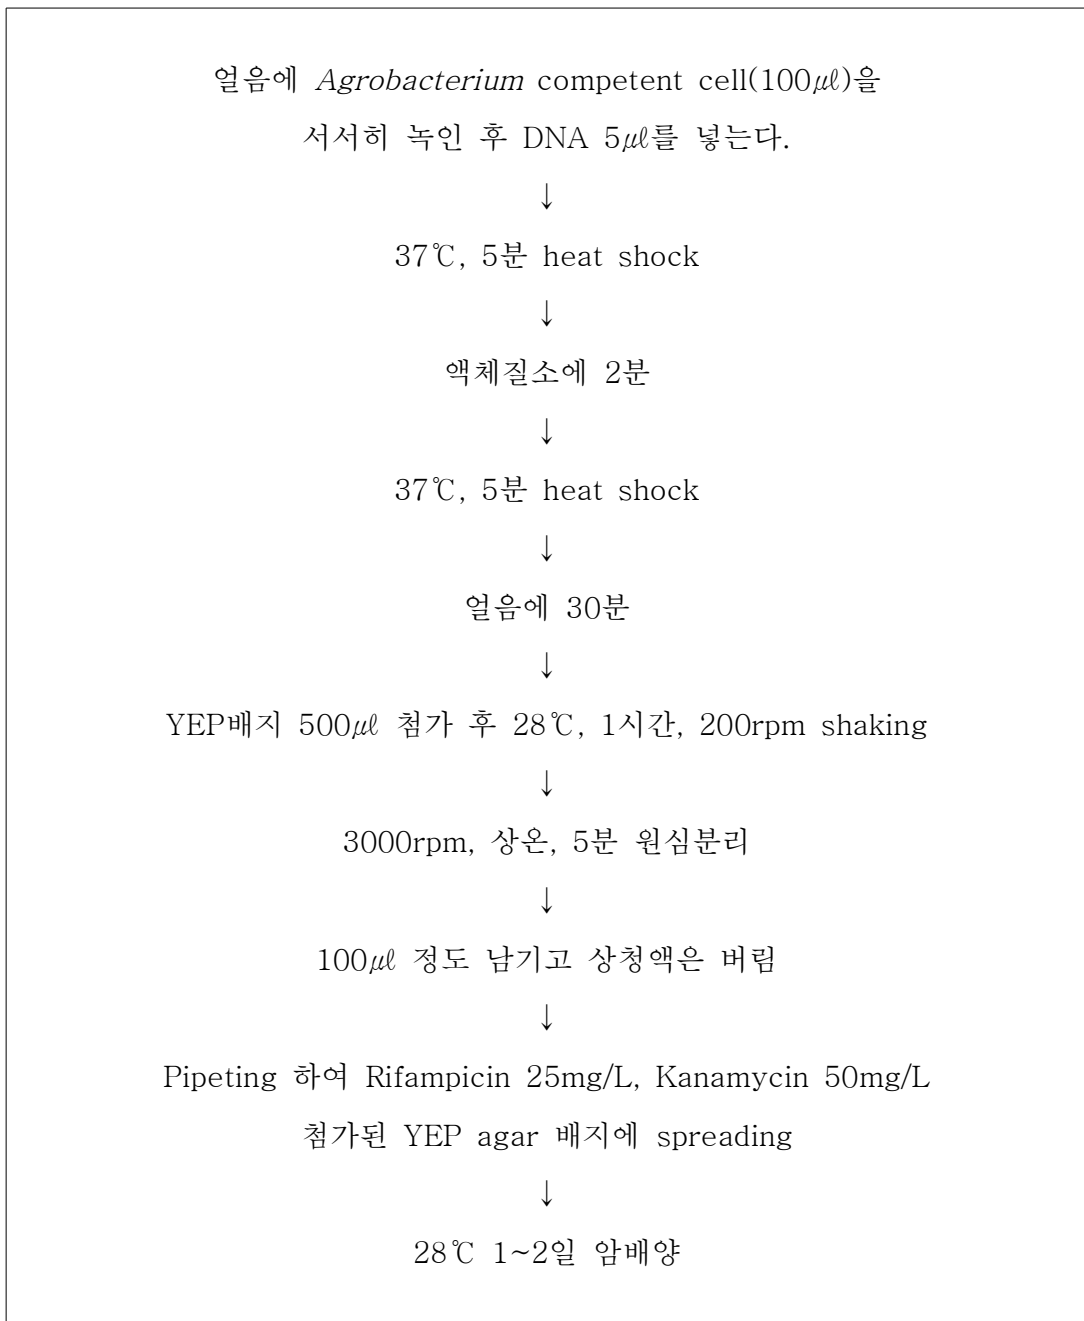 얼음에 Agrobacterium competent cell(100㎕)을
서서히 녹인 후 DNA 5㎕를 넣는다.
↓
37℃, 5분 heat shock
↓
액체질소에 2분
↓
37℃, 5분 heat shock
↓
얼음에 30분
↓
YEP배지 500㎕ 첨가 후 28℃, 1시간, 200rpm shaking
↓
3000rpm, 상온, 5분 원심분리
↓
100㎕ 정도 남기고 상청액은 버림
↓
Pipeting 하여 Rifampicin 25mg/L, Kanamycin 50mg/L
첨가된 YEP agar 배지에 spreading
↓
28℃ 1~2일 암배양